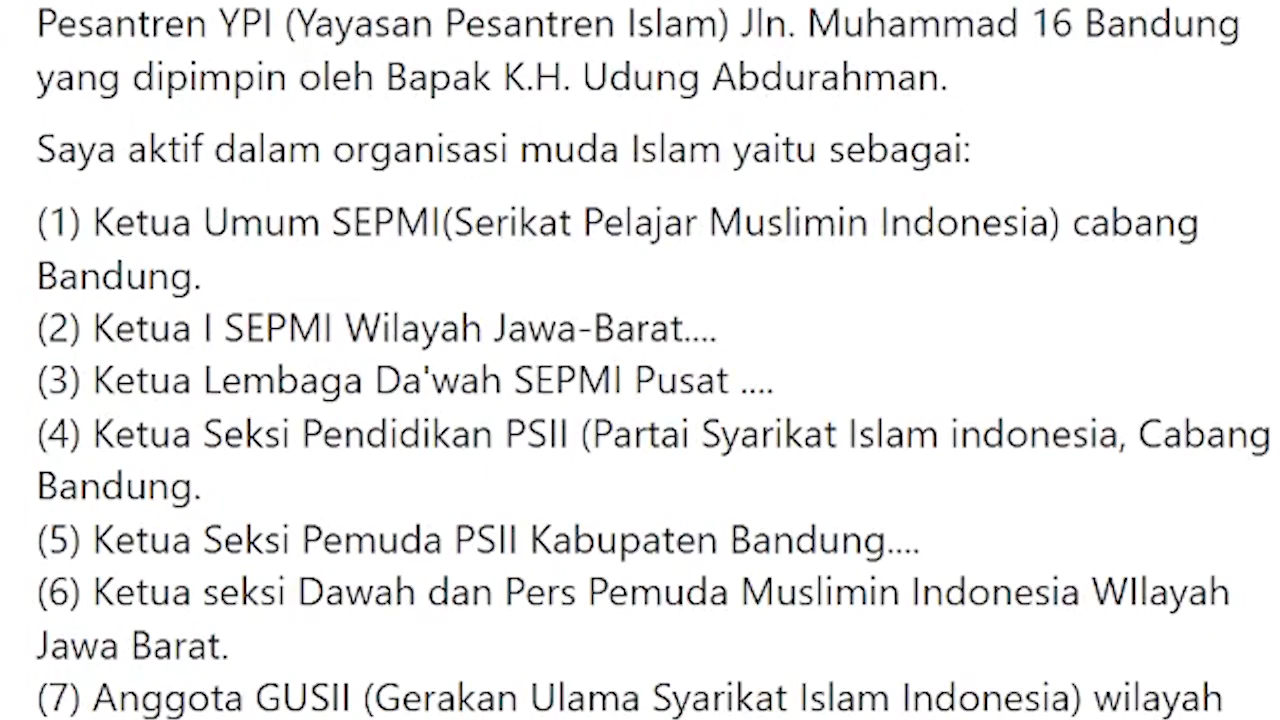 Pesantren YPI (Yayasan Pesantren Islam) Jln. Muhammad 16 Bandung
yang dipimpin oleh Bapak K.H. Udung Abdurahman.
Saya aktif dalam organisasi muda Islam yaitu sebagai:
(1) Ketua Umum SEPMI(Serikat Pelajar Muslimin Indonesia) cabang
Bandung.
(2) Ketua I SEPMI Wilayah Jawa-Barat....
(3) Ketua Lembaga Da'wah SEPMI Pusat ....
(4) Ketua Seksi Pendidikan PSII (Partai Syarikat Islam indonesia, Cabang
Bandung.
(5) Ketua Seksi Pemuda PSII Kabupaten Bandung....
(6) Ketua seksi Dawah dan Pers Pemuda Muslimin Indonesia WIlayah
Jawa Barat.
(7) Anggota GUSII (Gerakan Ulama Syarikat Islam Indonesia) wilayah